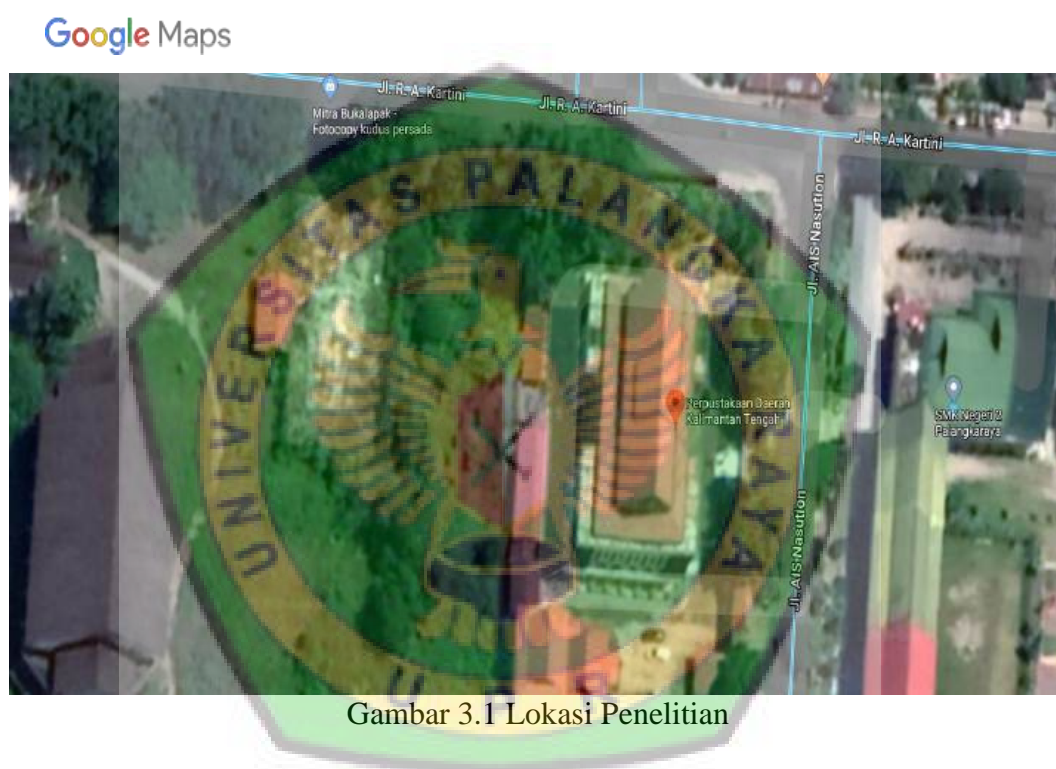 Google Maps
Jl. R. A. Kartini
Jl. R. A. Kartini
Jl. R. A. Kartini
Mitra Bukalapak -
Fotocopy kudus persada
UNIVERSITAS PALANGKA RAYA
Jl. AIS Nasution
Perpustakaan Daerah
Kalimantan Tengah
SMK Negeri 2
Palangkaraya
Jl. AIS Nasution
U P R
Gambar 3.1 Lokasi Penelitian